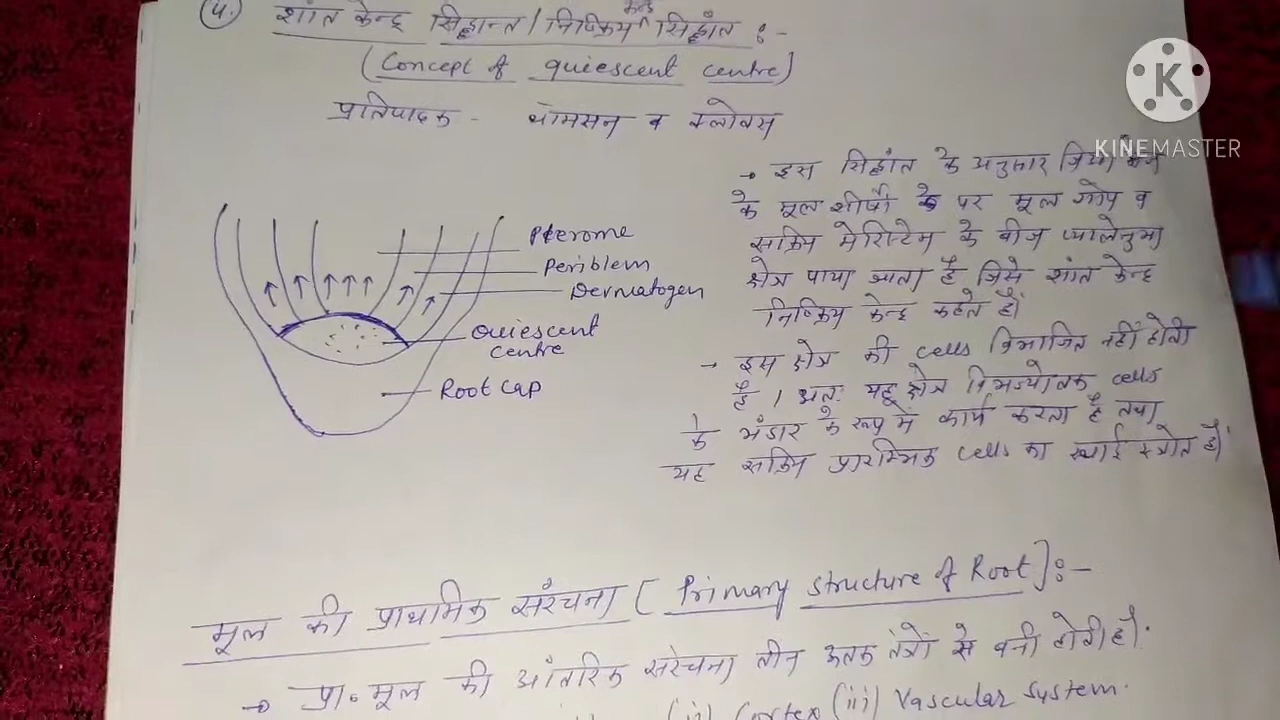 4. शांत केन्द्र सिद्धान्त / निष्क्रिय केन्द्र सिद्धांत :-
(Concept of quiescent centre)
प्रतिपादक - थॉमसन व क्लोवस
→ इस सिद्धांत के अनुसार
के मूल शीर्षों पर मूल गोप व
सक्रिय मेरिस्टेम के बीच प्यालेनुमा
क्षेत्र पाया जाता है जिसे शांत केन्द्र
निष्क्रिय केन्द्र कहते हैं।
→ इस क्षेत्र की cells विभाजित नहीं होती
है। अतः यह क्षेत्र विभज्योतक cells
के भंडार के रूप में कार्य करता है तथा
यह सक्रिय प्रारम्भिक cells का स्थाई स्त्रोत है।
Plerome
Periblem
Dermatogen
Quiescent
centre
Root cap
मूल की प्राथमिक संरचना (Primary structure of Root) :-
→ प्रा॰ मूल की आंतरिक संरचना तीन ऊतक तंत्रों से बनी होती है।
(ii) Cortex (iii) Vascular system.
K
KINEMASTER